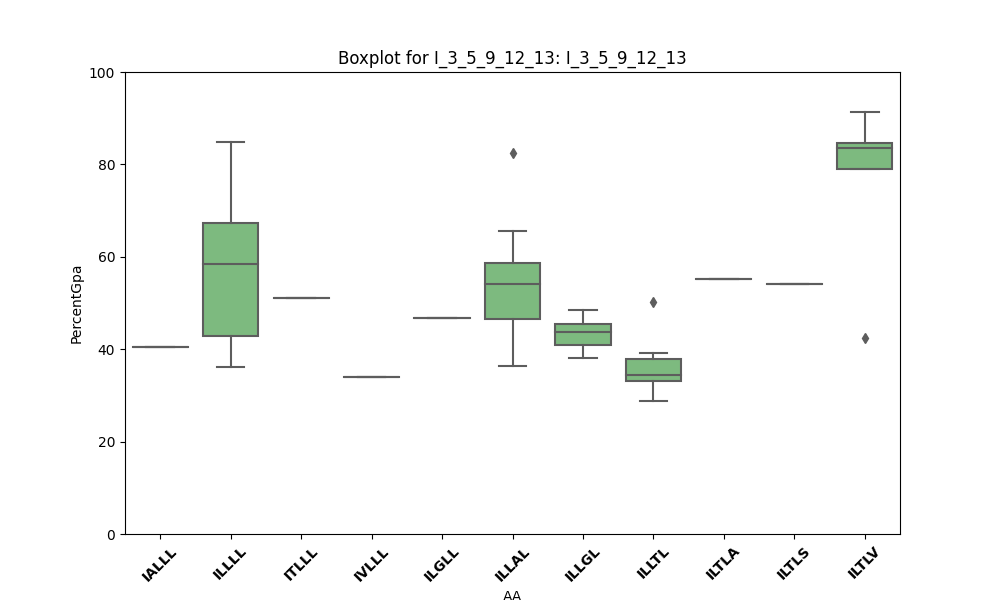 Boxplot for I_3_5_9_12_13: I_3_5_9_12_13
100
80
60
40
20
0
PercentGpa
IALLL
ILLLL
ITLLL
IVLLL
ILGLL
ILLAL
ILLGL
ILLTL
ILTLA
ILTLS
ILTLV
AA